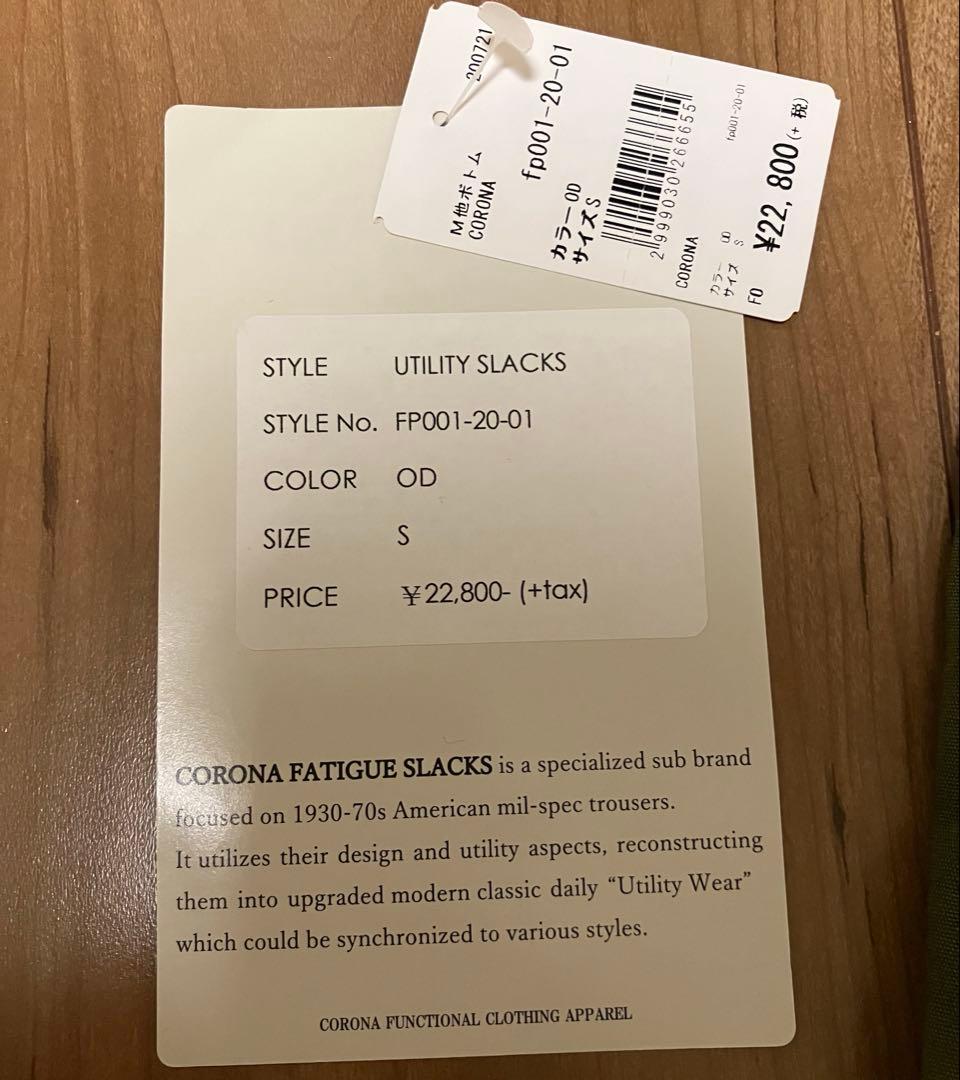 200721
fp001-20-01
M他ボトム
CORONA
カラー OD
サイズ S
2999030266655
CORONA
fp001-20-01
カラー OD
サイズ S
FO ¥22,800(+ 税)
STYLE UTILITY SLACKS
STYLE No. FP001-20-01
COLOR OD
SIZE S
PRICE ¥22,800- (+tax)
CORONA FATIGUE SLACKS is a specialized sub brand
focused on 1930-70s American mil-spec trousers.
It utilizes their design and utility aspects, reconstructing
them into upgraded modern classic daily “Utility Wear”
which could be synchronized to various styles.
CORONA FUNCTIONAL CLOTHING APPAREL